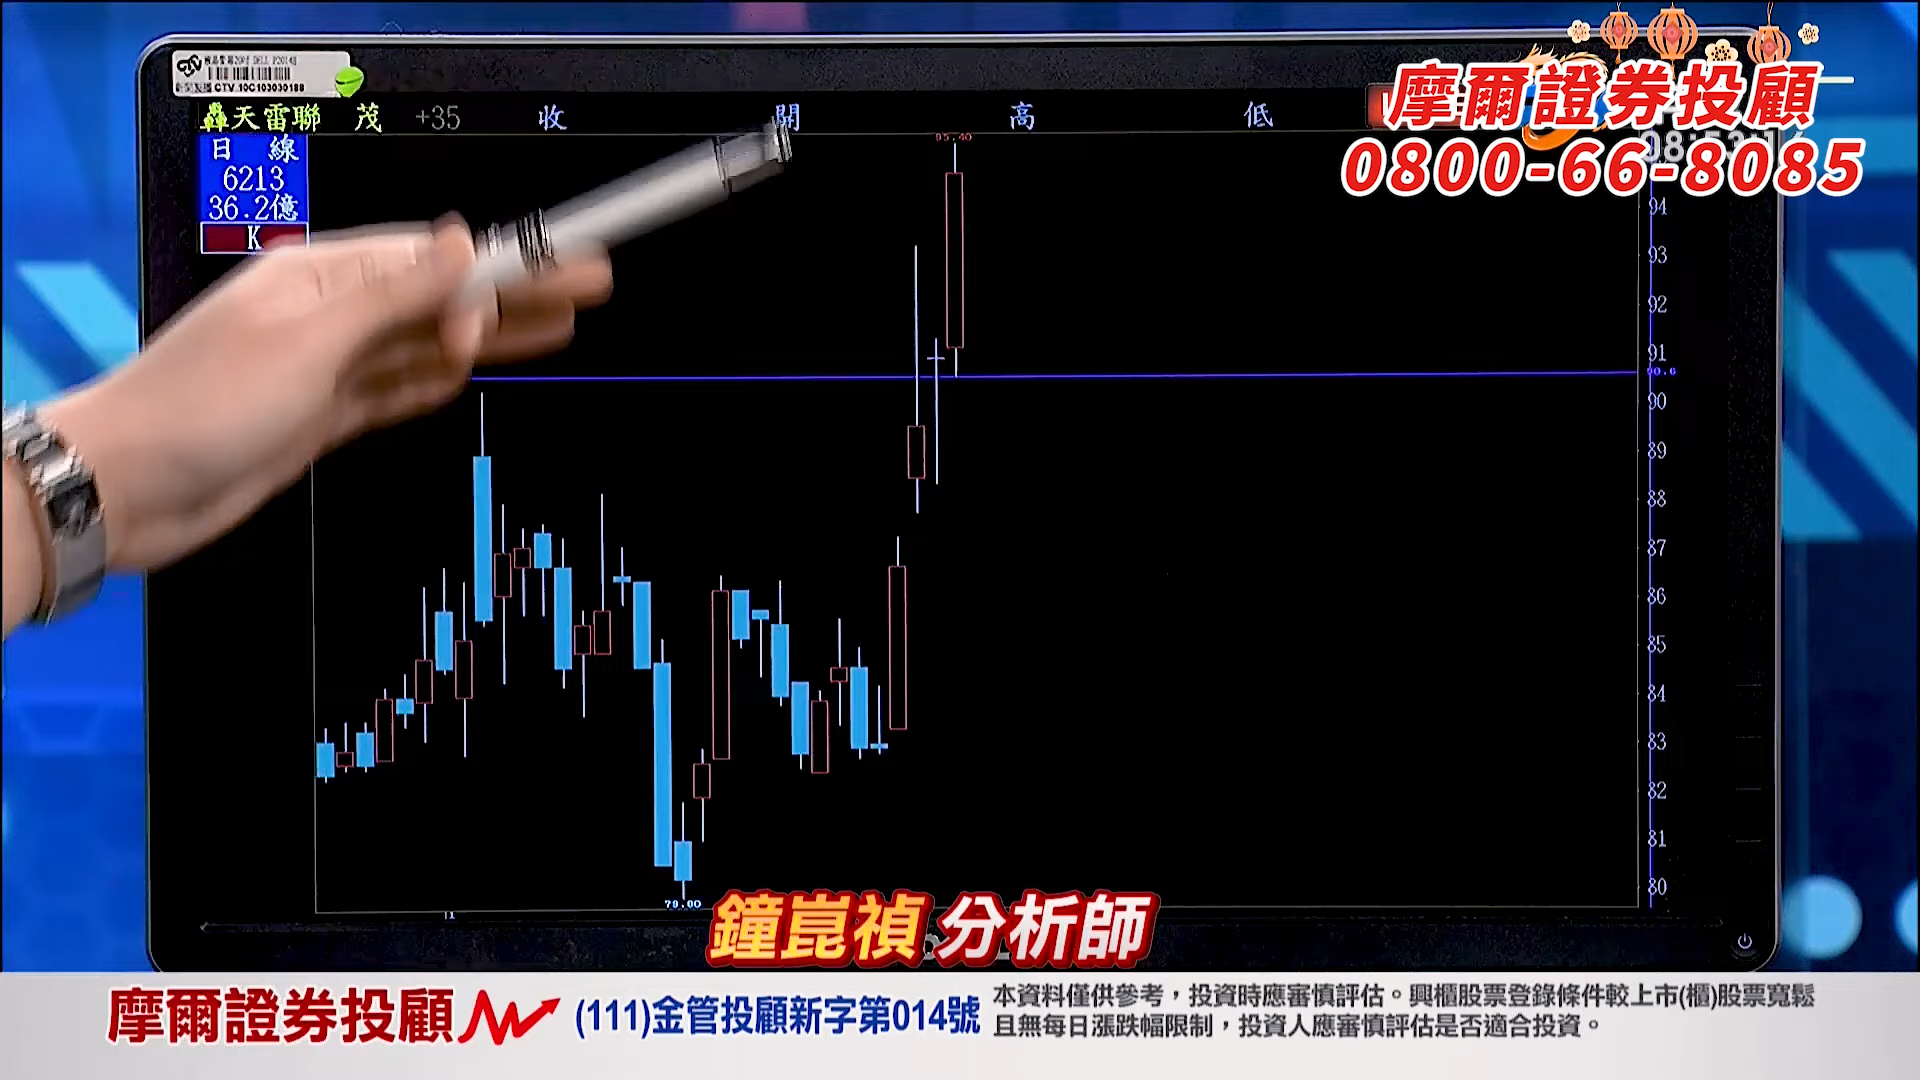 CTV.10C103030188
轟天雷聯 茂 +35 收 開 高 低
日 線
6213
36.2億
K
摩爾證券投顧
0800-66-8085
95.40
94
93
92
91
90.6
90
89
88
87
86
85
84
83
82
81
80
79.80
鐘崑禎 分析師
摩爾證券投顧
(111)金管投顧新字第014號
本資料僅供參考，投資時應審慎評估。興櫃股票登錄條件較上市(櫃)股票寬鬆
且無每日漲跌幅限制，投資人應審慎評估是否適合投資。